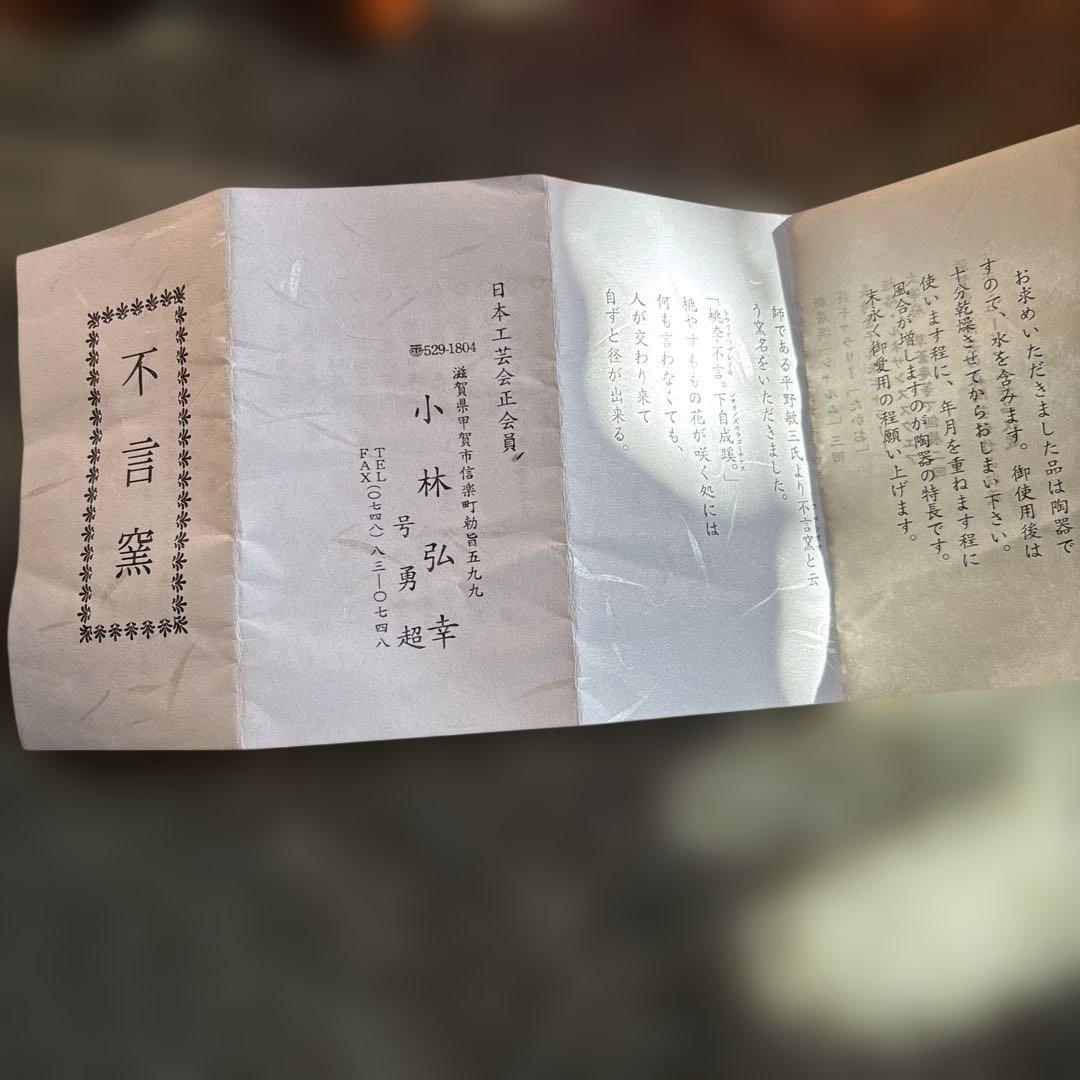 お求めいただきました品は陶器で
すので、水を含みます。御使用後は
十分乾燥させてからおしまい下さい。
使います程に、年月を重ねます程に
風合が増しますのが陶器の特長です。
末永く御愛用の程願い上げます。
師である平野敏三氏より不言窯と云
う窯名をいただきました。
「桃李不言。下自成蹊。」
桃やすももの花が咲く処には
何も言わなくても、
人が交わり来て
自ずと径が出来る。
日本工芸会正会員
滋賀県甲賀市信楽町勅旨五九九
〠529-1804
小林弘幸
号勇超
TEL
FAX
(〇七四八)八三―〇七四八
不言窯